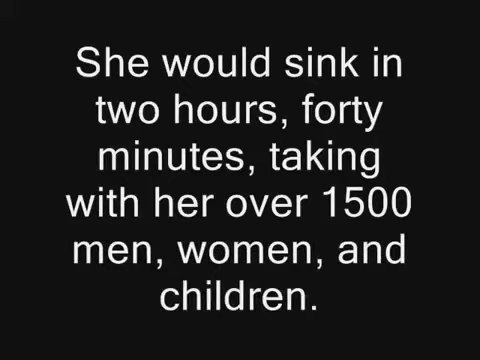 She would sink in
two hours, forty
minutes, taking
with her over 1500
men, women, and
children.